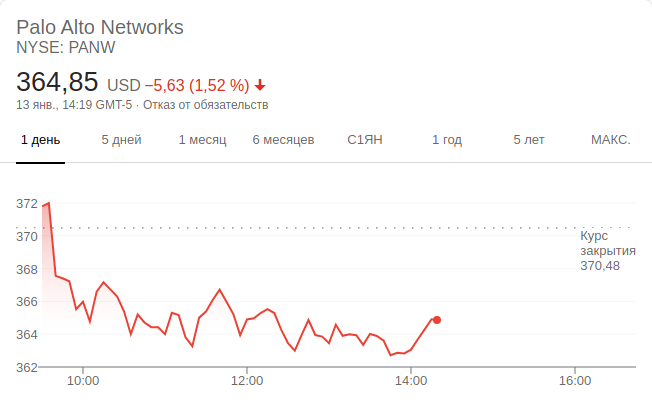 Palo Alto Networks
NYSE: PANW
364,85 USD −5,63 (1,52 %)
13 янв., 14:19 GMT-5 · Отказ от обязательств
1 день 5 дней 1 месяц 6 месяцев С1ЯН 1 год 5 лет МАКС.
372
370
Курс
закрытия
370,48
368
366
364
362
10:00 12:00 14:00 16:00